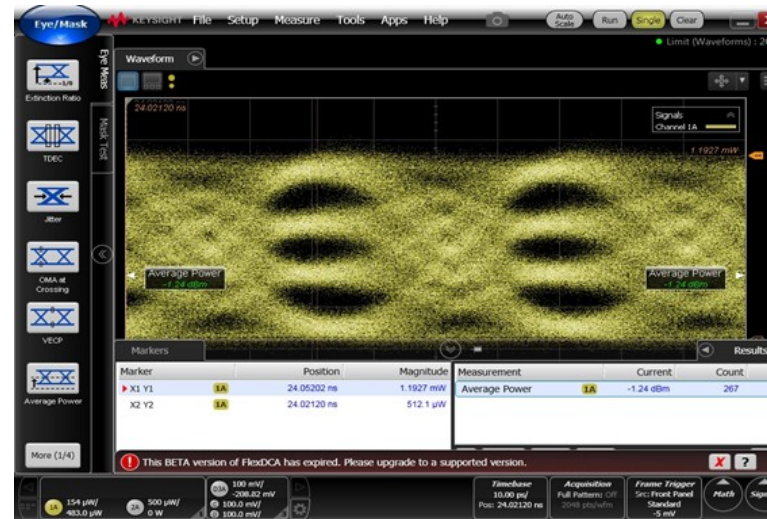 Eye/Mask
KEYSIGHT File Setup Measure Tools Apps Help
Auto Scale
Run
Single
Clear
Limit (Waveforms) : 2
Waveform
Eye Meas
Mask Test
Extinction Ratio
TDEC
Jitter
OMA at
Crossing
VECP
Average Power
More (1/4)
24.02120 ns
Signals
Channel 1A
1.1927 mW
Average Power
-1.24 dBm
Average Power
-1.24 dBm
Markers
Results
Marker Position Magnitude
X1 Y1 1A 24.05202 ns 1.1927 mW
X2 Y2 1A 24.02120 ns 512.1 µW
Measurement Current Count
Average Power 1A -1.24 dBm 267
This BETA version of FlexDCA has expired. Please upgrade to a supported version.
X ?
1A 154 µW/
483.0 µW
2A 500 µW/
0 W
D3A 100 mV/
-208.82 mV
100.0 mV/
100.0 mV/
Timebase
10.00 ps/
Pos: 24.02120 ns
Acquisition
Full Pattern: Off
2048 pts/wfm
Frame Trigger
Src: Front Panel
Standard
-5 mV
Math